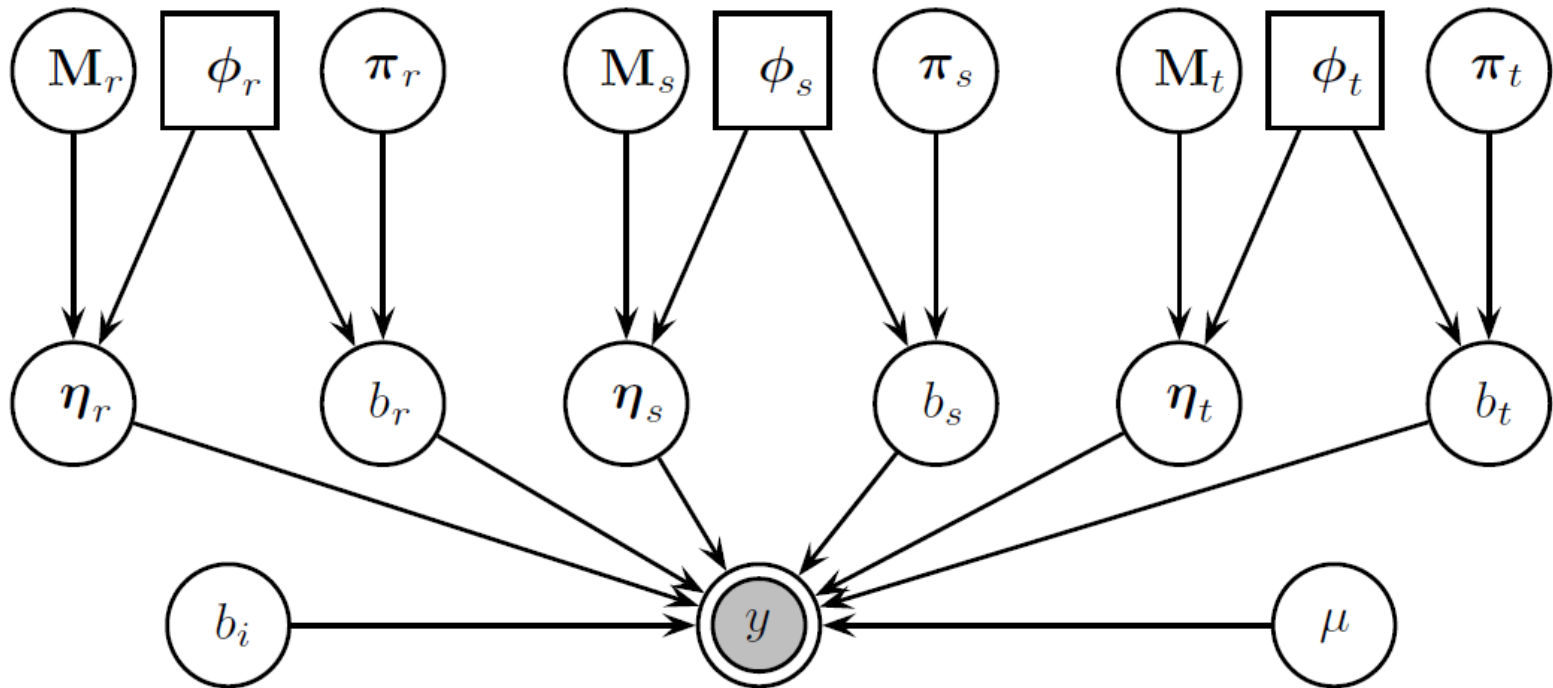 M_r ϕ_r π_r M_s ϕ_s π_s M_t ϕ_t π_t
η_r b_r η_s b_s η_t b_t
b_i y μ